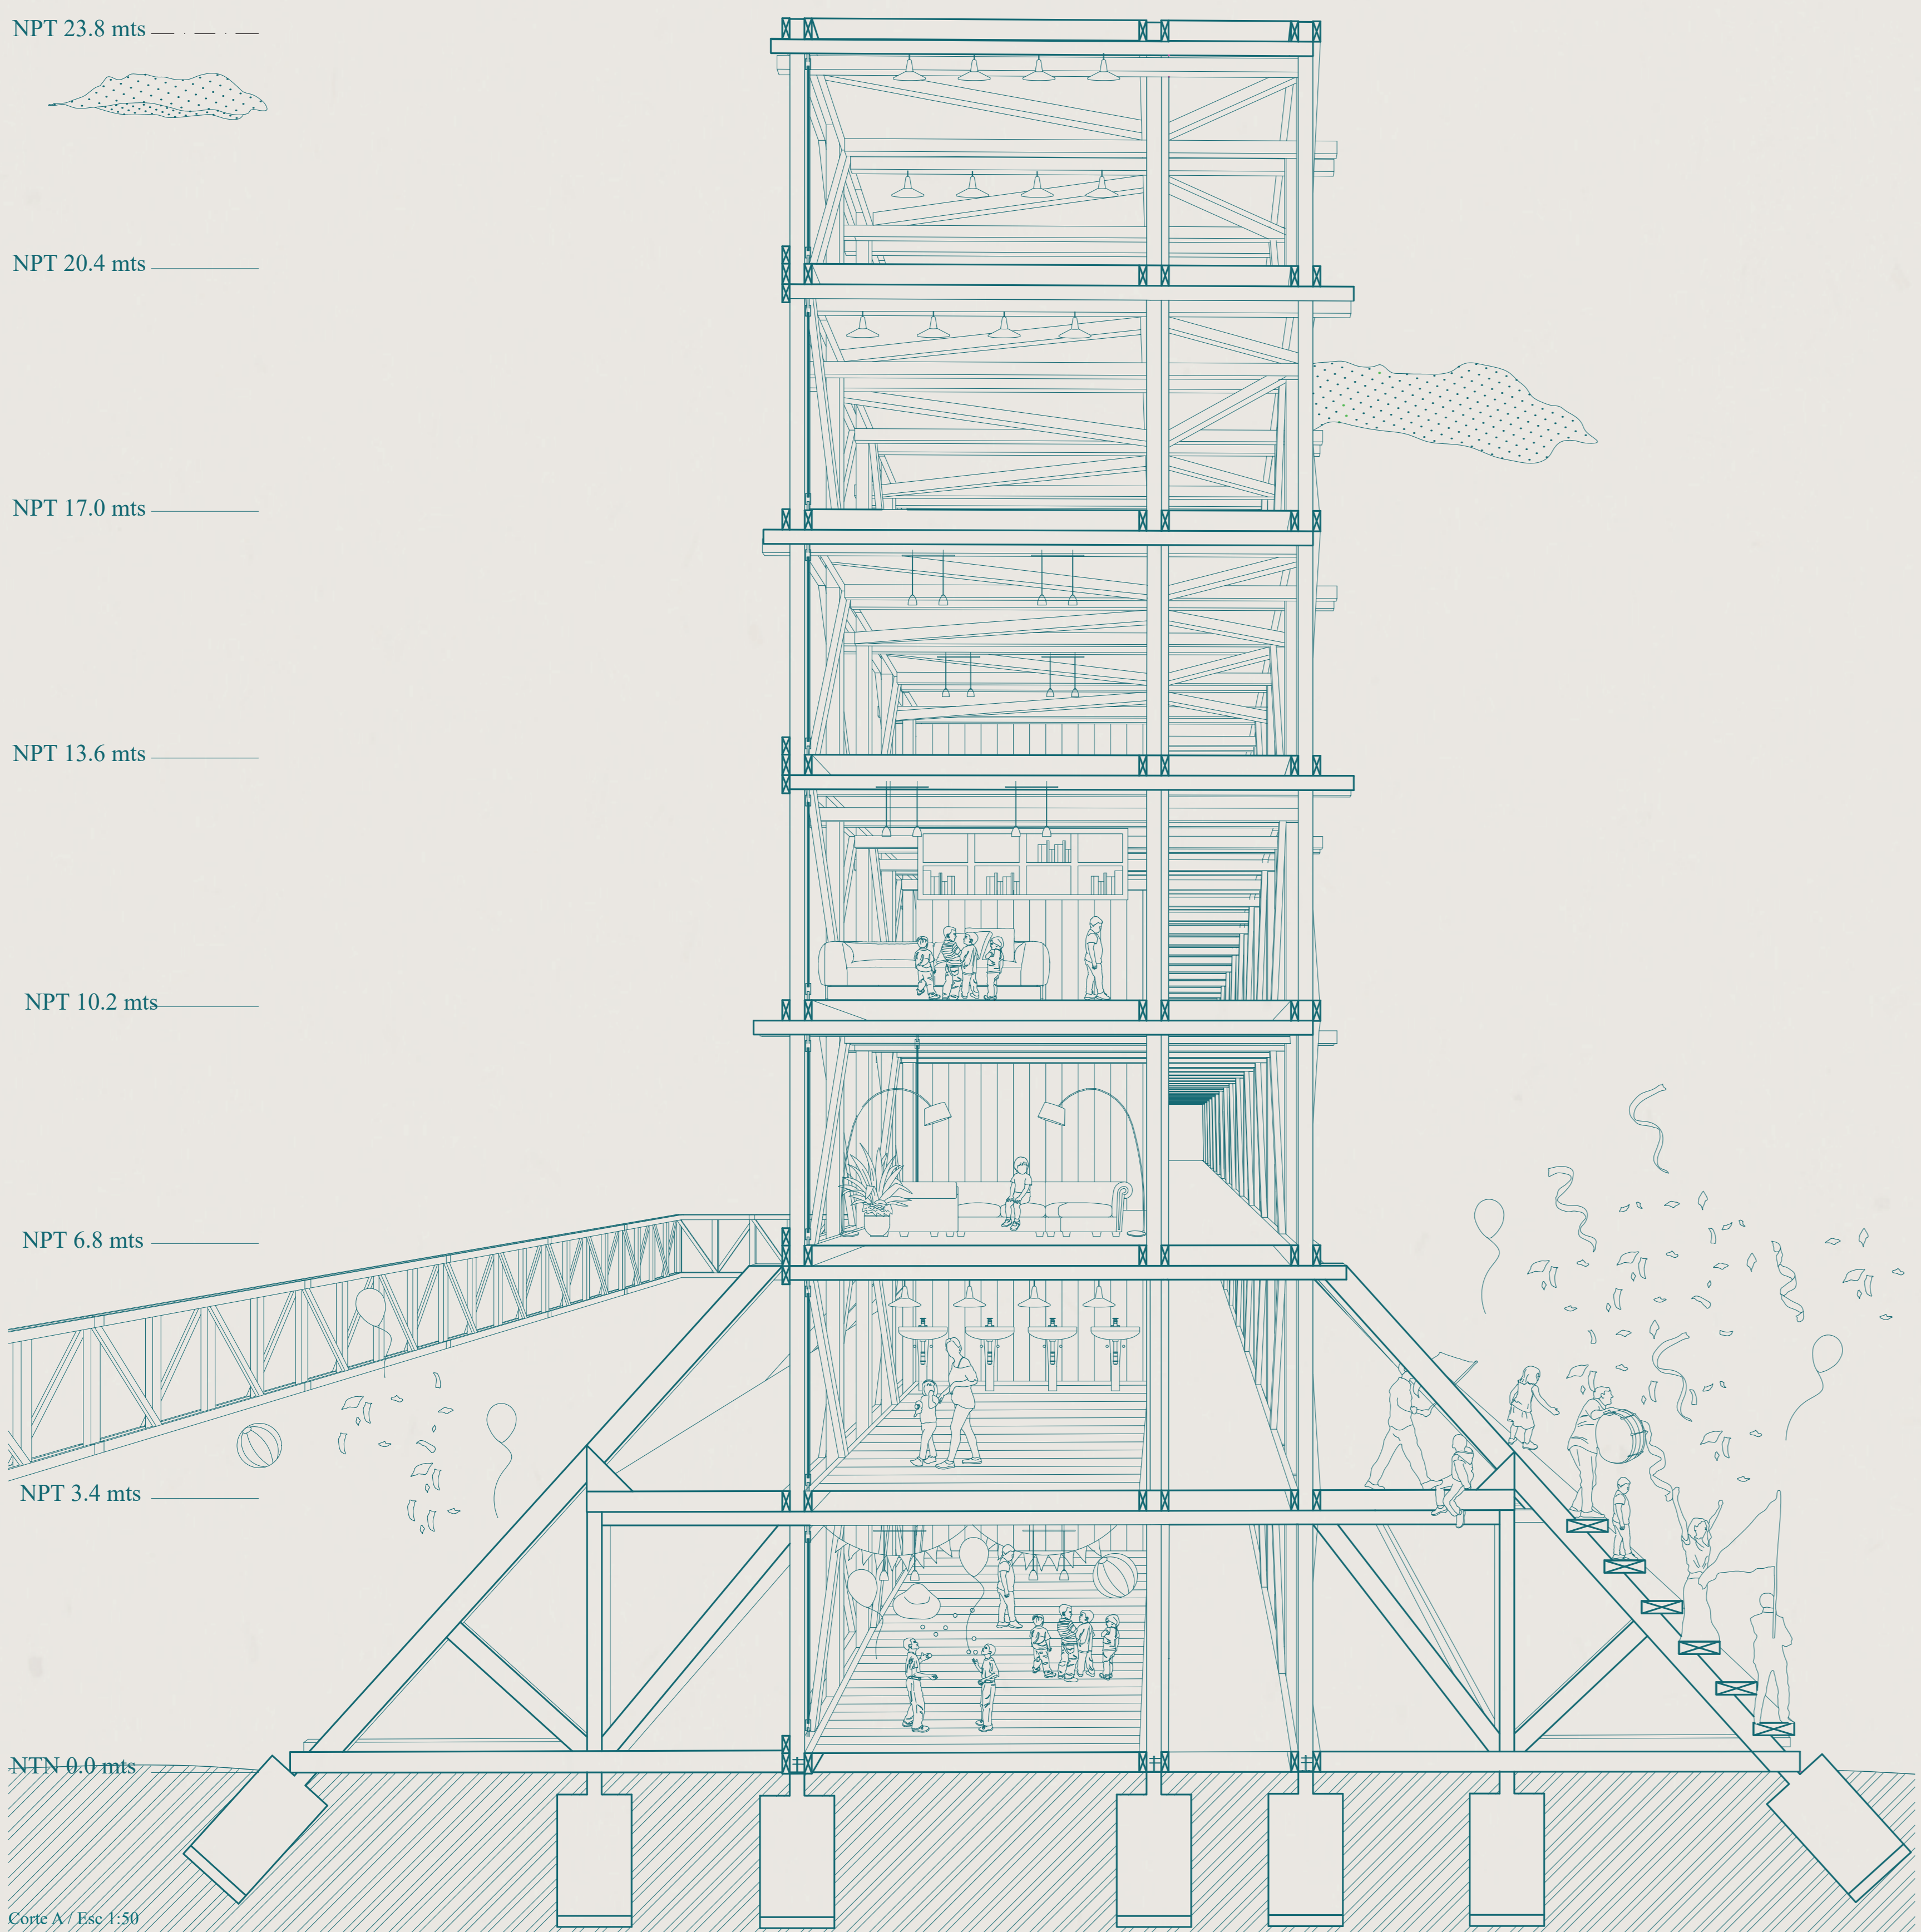 NPT 23.8 mts
NPT 20.4 mts
NPT 17.0 mts
NPT 13.6 mts
NPT 10.2 mts
NPT 6.8 mts
NPT 3.4 mts
NTN 0.0 mts
Corte A / Esc 1:50